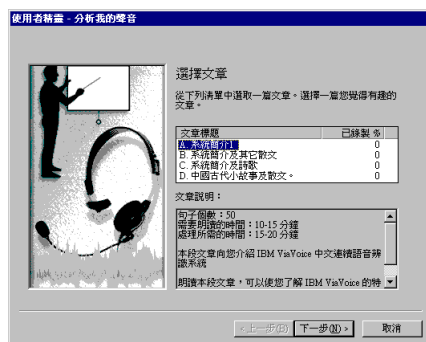 使用者精靈 - 分析我的聲音
選擇文章
從下列清單中選取一篇文章。選擇一篇您覺得有趣的
文章。
文章標題 已錄製 %
A. 系統簡介1. 0
B. 系統簡介及其它散文 0
C. 系統簡介及詩歌 0
D. 中國古代小故事及散文。 0
文章說明：
句子個數：50
需要朗讀的時間：10-15 分鐘
處理所需的時間：15-20 分鐘
本段文章向您介紹 IBM ViaVoice 中文連續語音辨
識系統
朗讀本段文章，可以使您了解 IBM ViaVoice 的特
<上一步(B) 下一步(N)> 取消